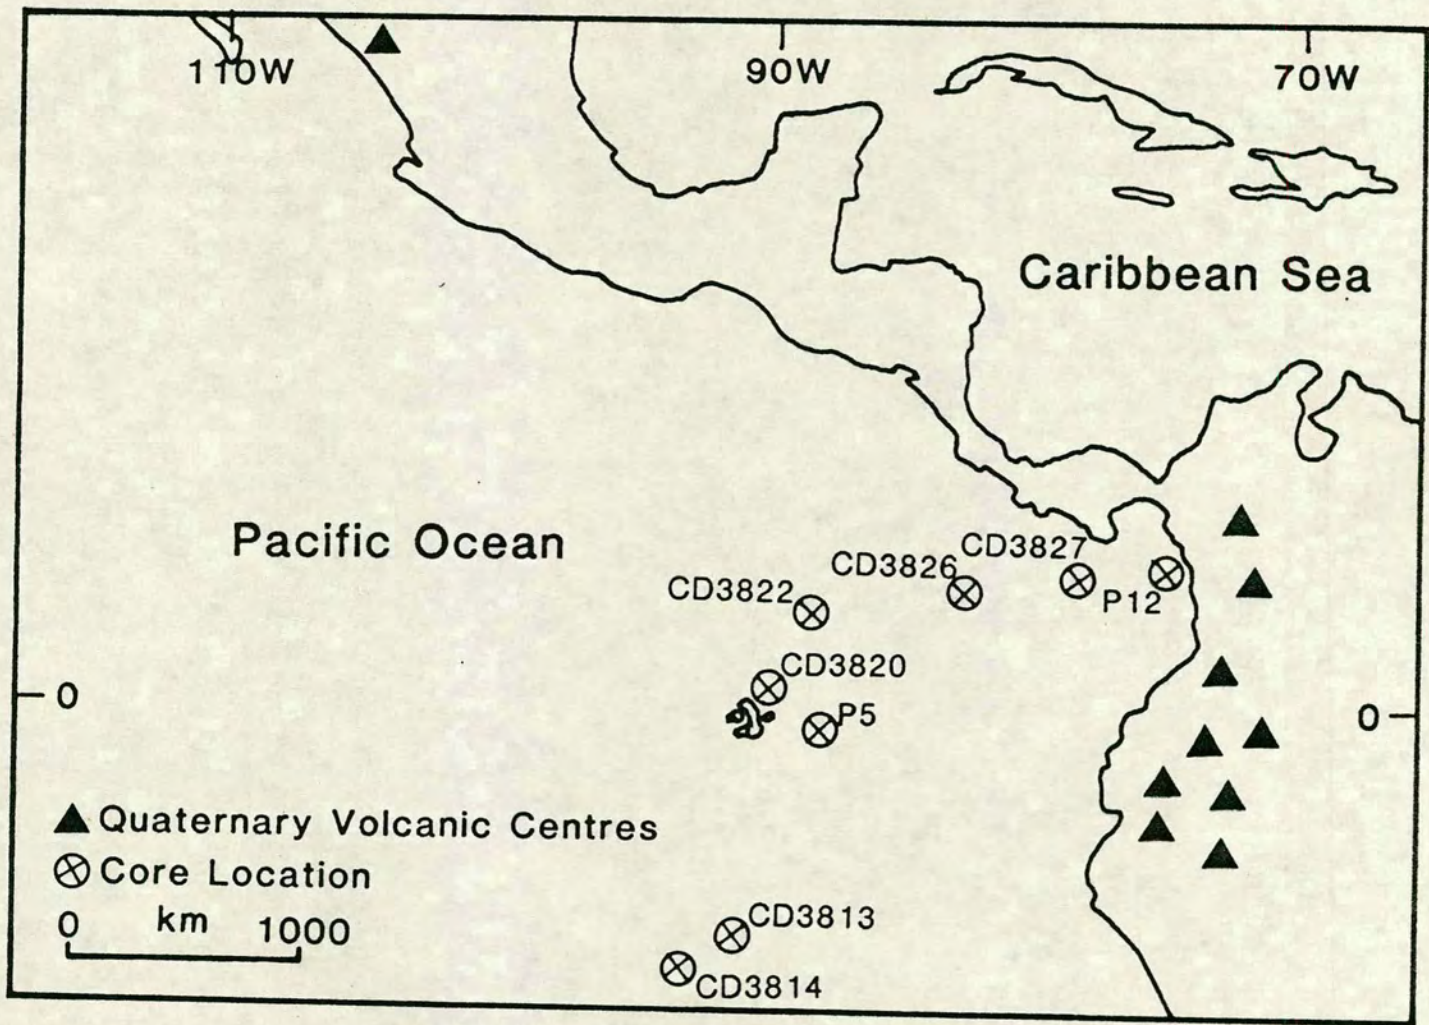 110W 90W 70W
Caribbean Sea
Pacific Ocean
CD3827
CD3826
CD3822
P12
CD3820
0
P5
0
Quaternary Volcanic Centres
Core Location
0 km 1000
CD3813
CD3814